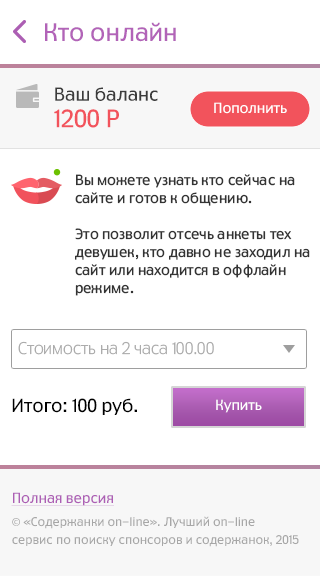 Кто онлайн
Ваш баланс
1200 Р
Пополнить
Вы можете узнать кто сейчас на
сайте и готов к общению.
Это позволит отсечь анкеты тех
девушек, кто давно не заходил на
сайт или находится в оффлайн
режиме.
Стоимость на 2 часа 100.00
Итого: 100 руб.
Купить
Полная версия
© «Содержанки on-line». Лучший on-line
сервис по поиску спонсоров и содержанок, 2015